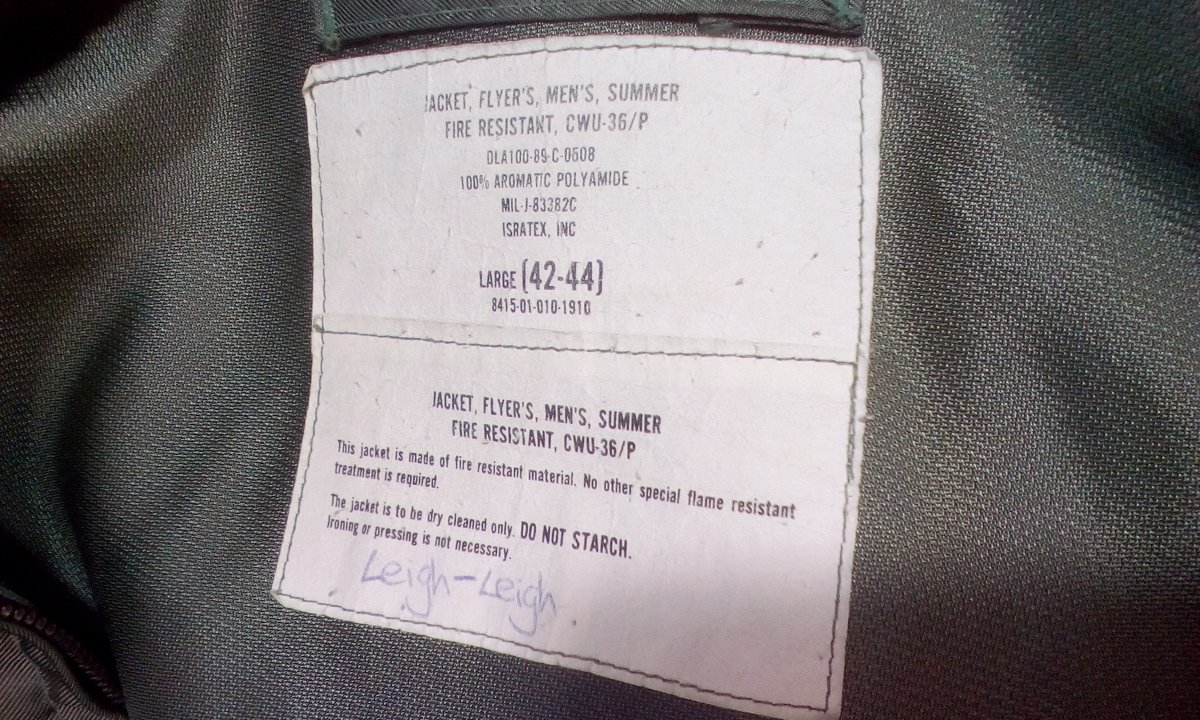 JACKET, FLYER'S, MEN'S, SUMMER
FIRE RESISTANT, CWU-36/P
DLA100-89-C-0508
100% AROMATIC POLYAMIDE
MIL-J-83382C
ISRATEX, INC
LARGE (42-44)
8415-01-010-1910
JACKET, FLYER'S, MEN'S, SUMMER
FIRE RESISTANT, CWU-36/P
This jacket is made of fire resistant material. No other special flame resistant
treatment is required.
The jacket is to be dry cleaned only. DO NOT STARCH.
Ironing or pressing is not necessary.
Leigh-Leigh.